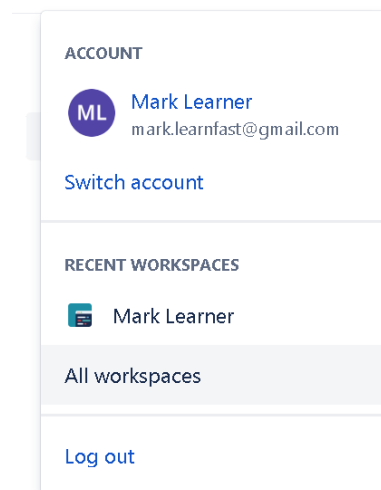 ACCOUNT
ML
Mark Learner
mark.learnfast@gmail.com
Switch account
RECENT WORKSPACES
Mark Learner
All workspaces
Log out